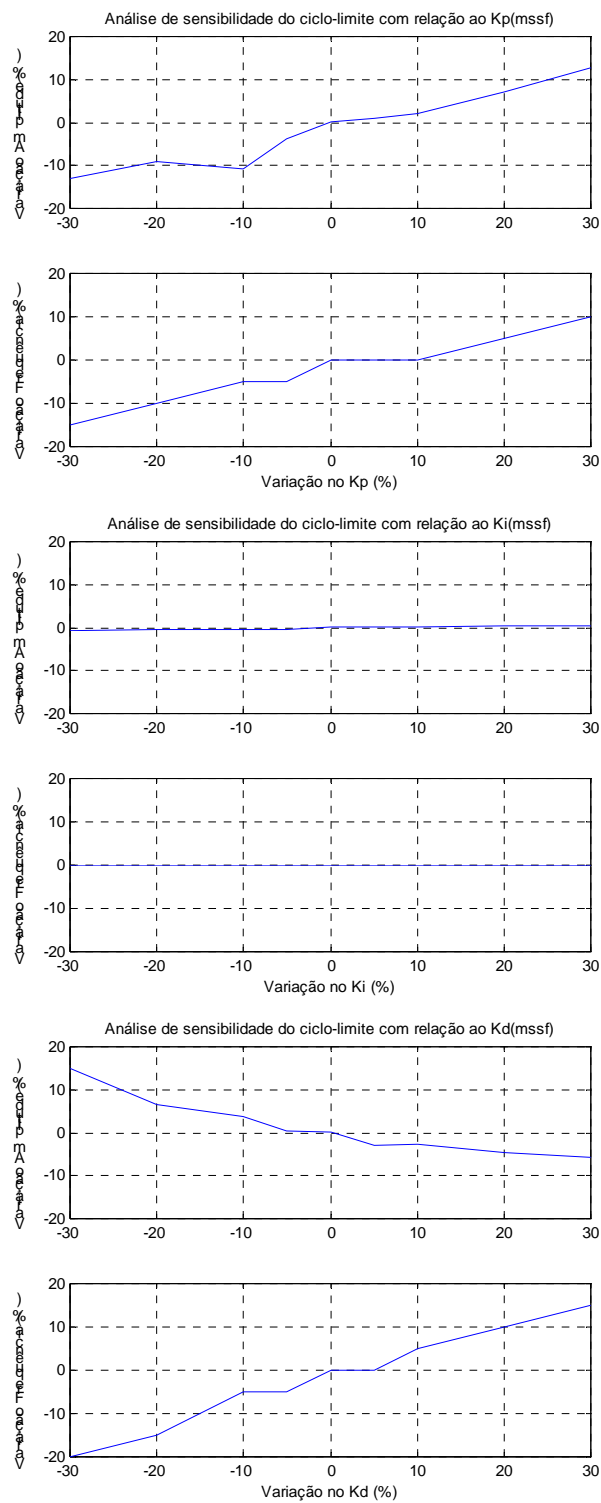 Análise de sensibilidade do ciclo-limite com relação ao Kp(mssf)
Variação Amplitude(%)
20
10
0
-10
-20
-30 -20 -10 0 10 20 30
Variação Frequência(%)
20
10
0
-10
-20
-30 -20 -10 0 10 20 30
Variação no Kp (%)
Análise de sensibilidade do ciclo-limite com relação ao Ki(mssf)
Variação Amplitude(%)
20
10
0
-10
-20
-30 -20 -10 0 10 20 30
Variação Frequência(%)
20
10
0
-10
-20
-30 -20 -10 0 10 20 30
Variação no Ki (%)
Análise de sensibilidade do ciclo-limite com relação ao Kd(mssf)
Variação Amplitude(%)
20
10
0
-10
-20
-30 -20 -10 0 10 20 30
Variação Frequência(%)
20
10
0
-10
-20
-30 -20 -10 0 10 20 30
Variação no Kd (%)